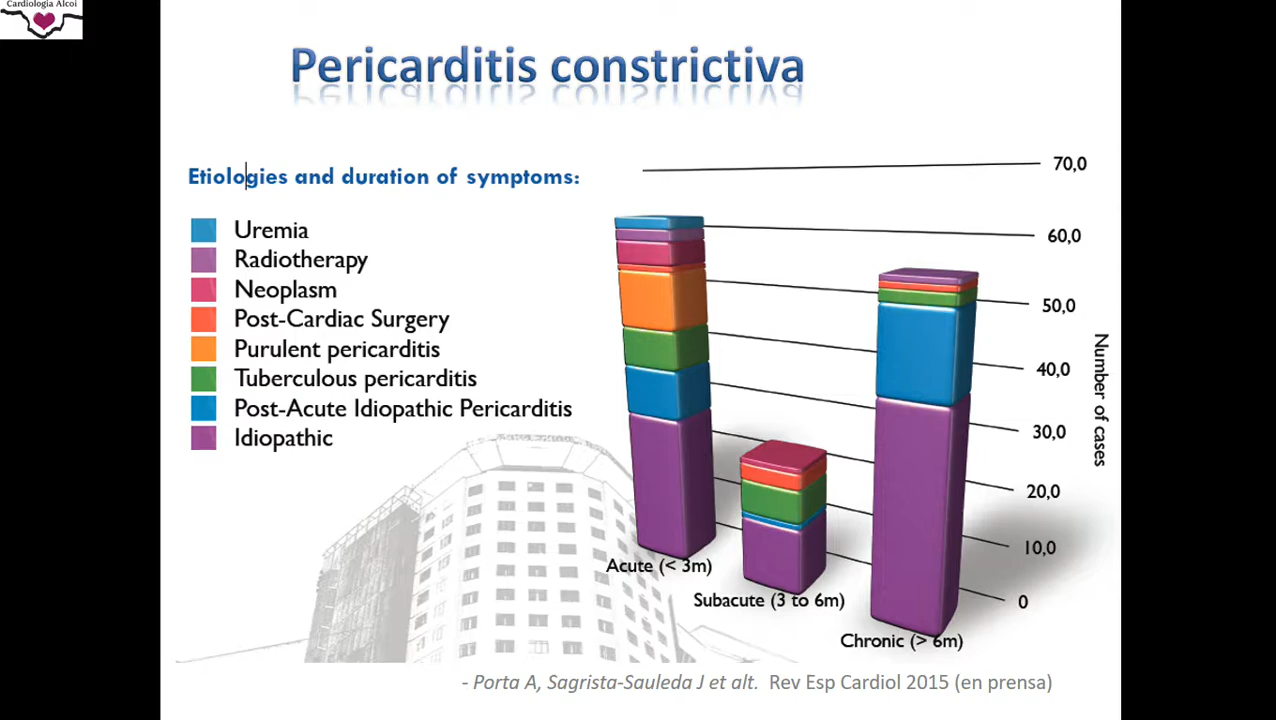 Cardiología Alcoi
Pericarditis constrictiva
Etiologies and duration of symptoms:
Uremia
Radiotherapy
Neoplasm
Post-Cardiac Surgery
Purulent pericarditis
Tuberculous pericarditis
Post-Acute Idiopathic Pericarditis
Idiopathic
70,0
60,0
50,0
40,0
30,0
20,0
10,0
0
Number of cases
Acute (< 3m)
Subacute (3 to 6m)
Chronic (> 6m)
- Porta A, Sagrista-Sauleda J et alt. Rev Esp Cardiol 2015 (en prensa)